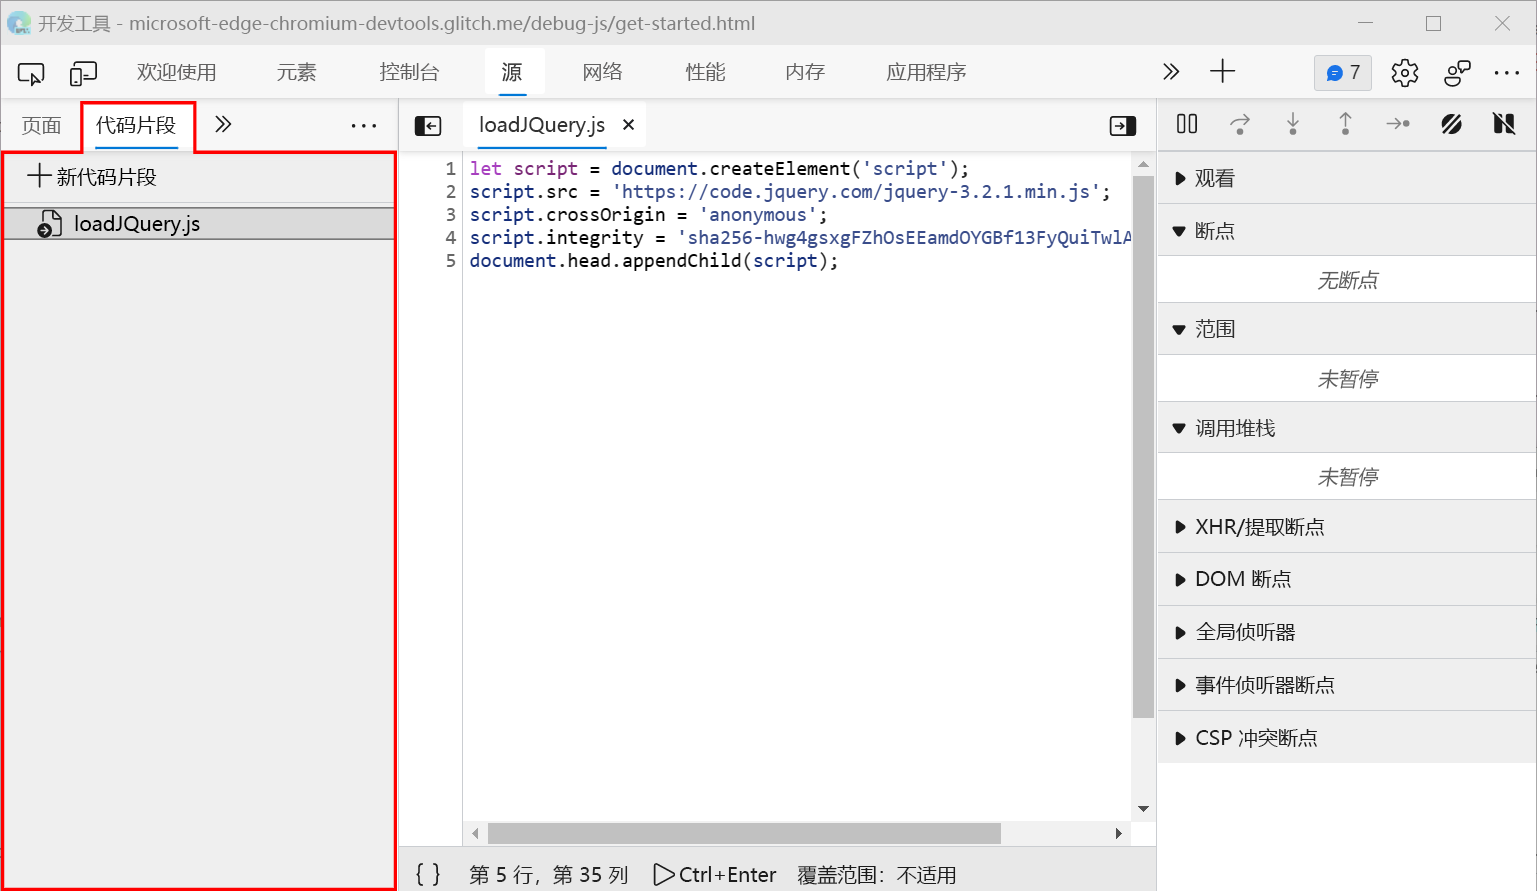 开发工具 - microsoft-edge-chromium-devtools.glitch.me/debug-js/get-started.html
欢迎使用 元素 控制台 源 网络 性能 内存 应用程序 7
页面 代码片段
新代码片段
loadJQuery.js
loadJQuery.js
1 let script = document.createElement('script');
2 script.src = 'https://code.jquery.com/jquery-3.2.1.min.js';
3 script.crossOrigin = 'anonymous';
4 script.integrity = 'sha256-hwg4gsxgFZhOsEEamdOYGBf13FyQuiTwlA
5 document.head.appendChild(script);
{ } 第 5 行，第 35 列 Ctrl+Enter 覆盖范围：不适用
观看
断点
无断点
范围
未暂停
调用堆栈
未暂停
XHR/提取断点
DOM 断点
全局侦听器
事件侦听器断点
CSP 冲突断点